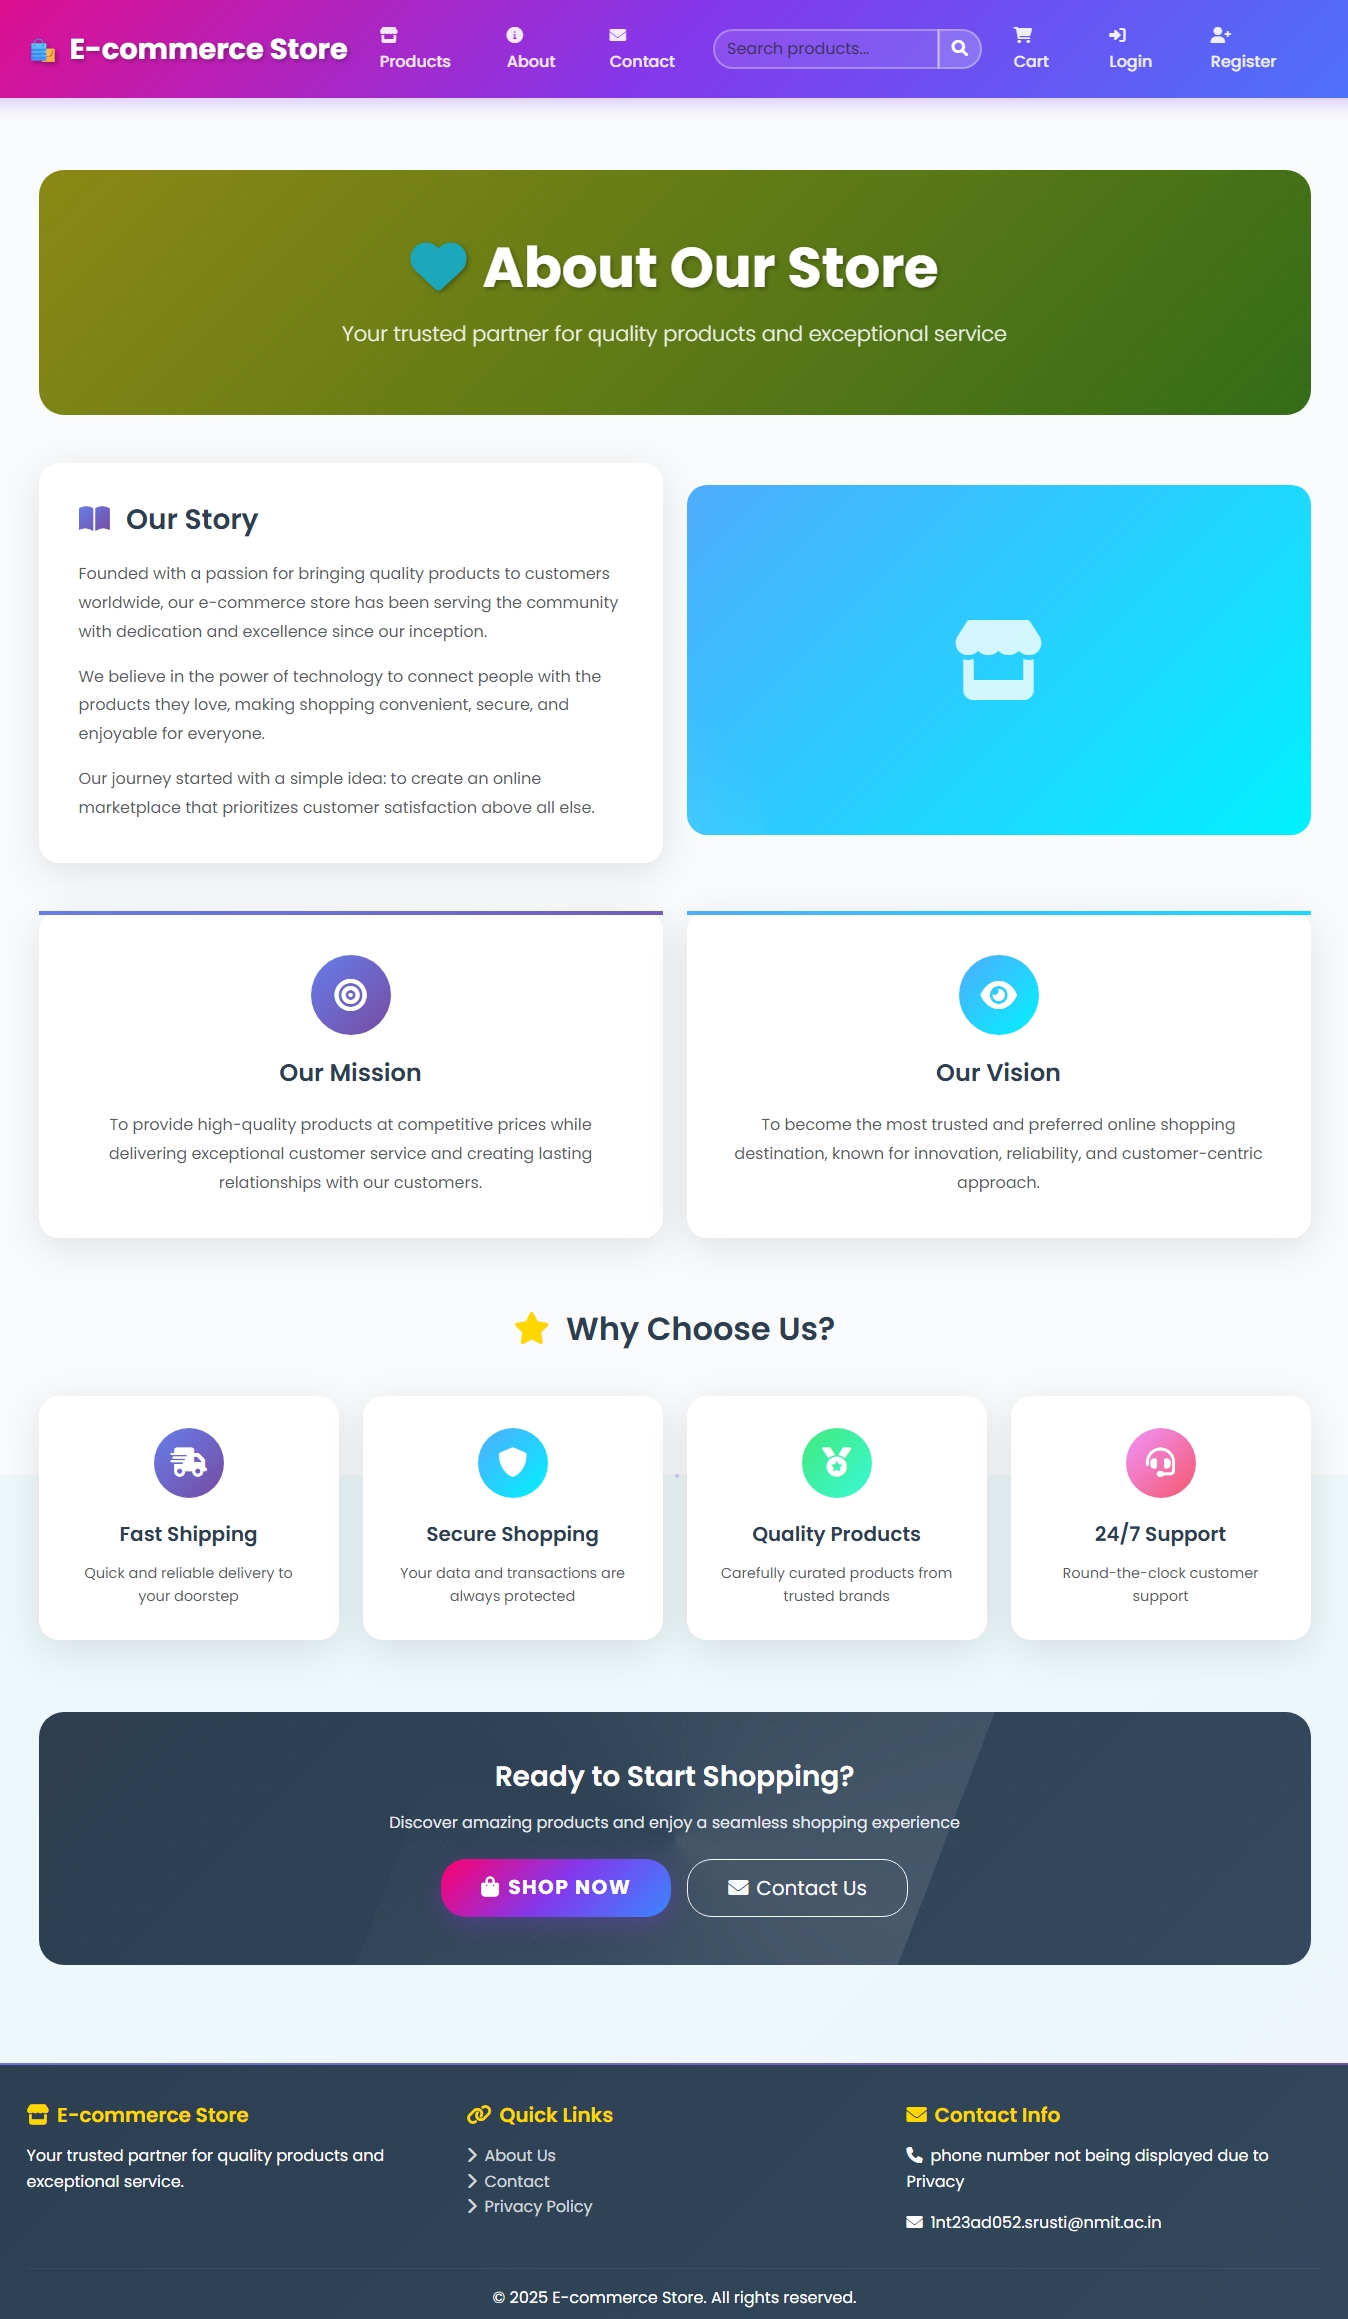 E-commerce Store
Products
About
Contact
Search products...
Cart
Login
Register
About Our Store
Your trusted partner for quality products and exceptional service
Our Story
Founded with a passion for bringing quality products to customers
worldwide, our e-commerce store has been serving the community
with dedication and excellence since our inception.
We believe in the power of technology to connect people with the
products they love, making shopping convenient, secure, and
enjoyable for everyone.
Our journey started with a simple idea: to create an online
marketplace that prioritizes customer satisfaction above all else.
Our Mission
To provide high-quality products at competitive prices while
delivering exceptional customer service and creating lasting
relationships with our customers.
Our Vision
To become the most trusted and preferred online shopping
destination, known for innovation, reliability, and customer-centric
approach.
Why Choose Us?
Fast Shipping
Quick and reliable delivery to
your doorstep
Secure Shopping
Your data and transactions are
always protected
Quality Products
Carefully curated products from
trusted brands
24/7 Support
Round-the-clock customer
support
Ready to Start Shopping?
Discover amazing products and enjoy a seamless shopping experience
SHOP NOW
Contact Us
E-commerce Store
Your trusted partner for quality products and
exceptional service.
Quick Links
About Us
Contact
Privacy Policy
Contact Info
phone number not being displayed due to
Privacy
1nt23ad052.srusti@nmit.ac.in
© 2025 E-commerce Store. All rights reserved.